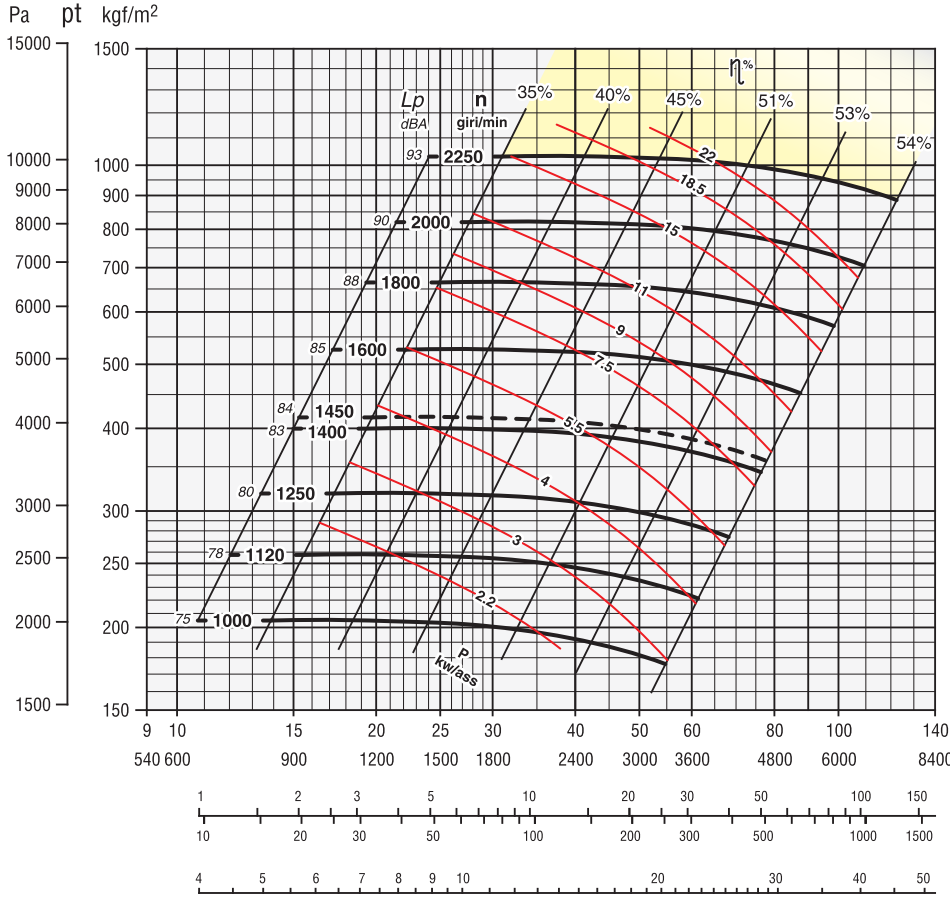 Pa pt kgf/m²
15000 1500
η%
Lp n 35% 40% 45% 51% 53% 54%
dBA giri/min
10000 1000 93 2250 22
9000 900 18.5
8000 800 90 2000 15
7000 700
6000 600 88 1800 11
9
5000 500 85 1600 7.5
84 1450
4000 400 83 1400 5.5
80 1250 4
3000 300
3
2500 250 78 1120
2.2
2000 200 75 1000
P
kw/ass
1500 150
9 10 15 20 25 30 40 50 60 80 100 140
540 600 900 1200 1500 1800 2400 3000 3600 4800 6000 8400
1 2 3 5 10 20 30 50 100 150
10 20 30 50 100 200 300 500 1000 1500
4 5 6 7 8 9 10 20 30 40 50